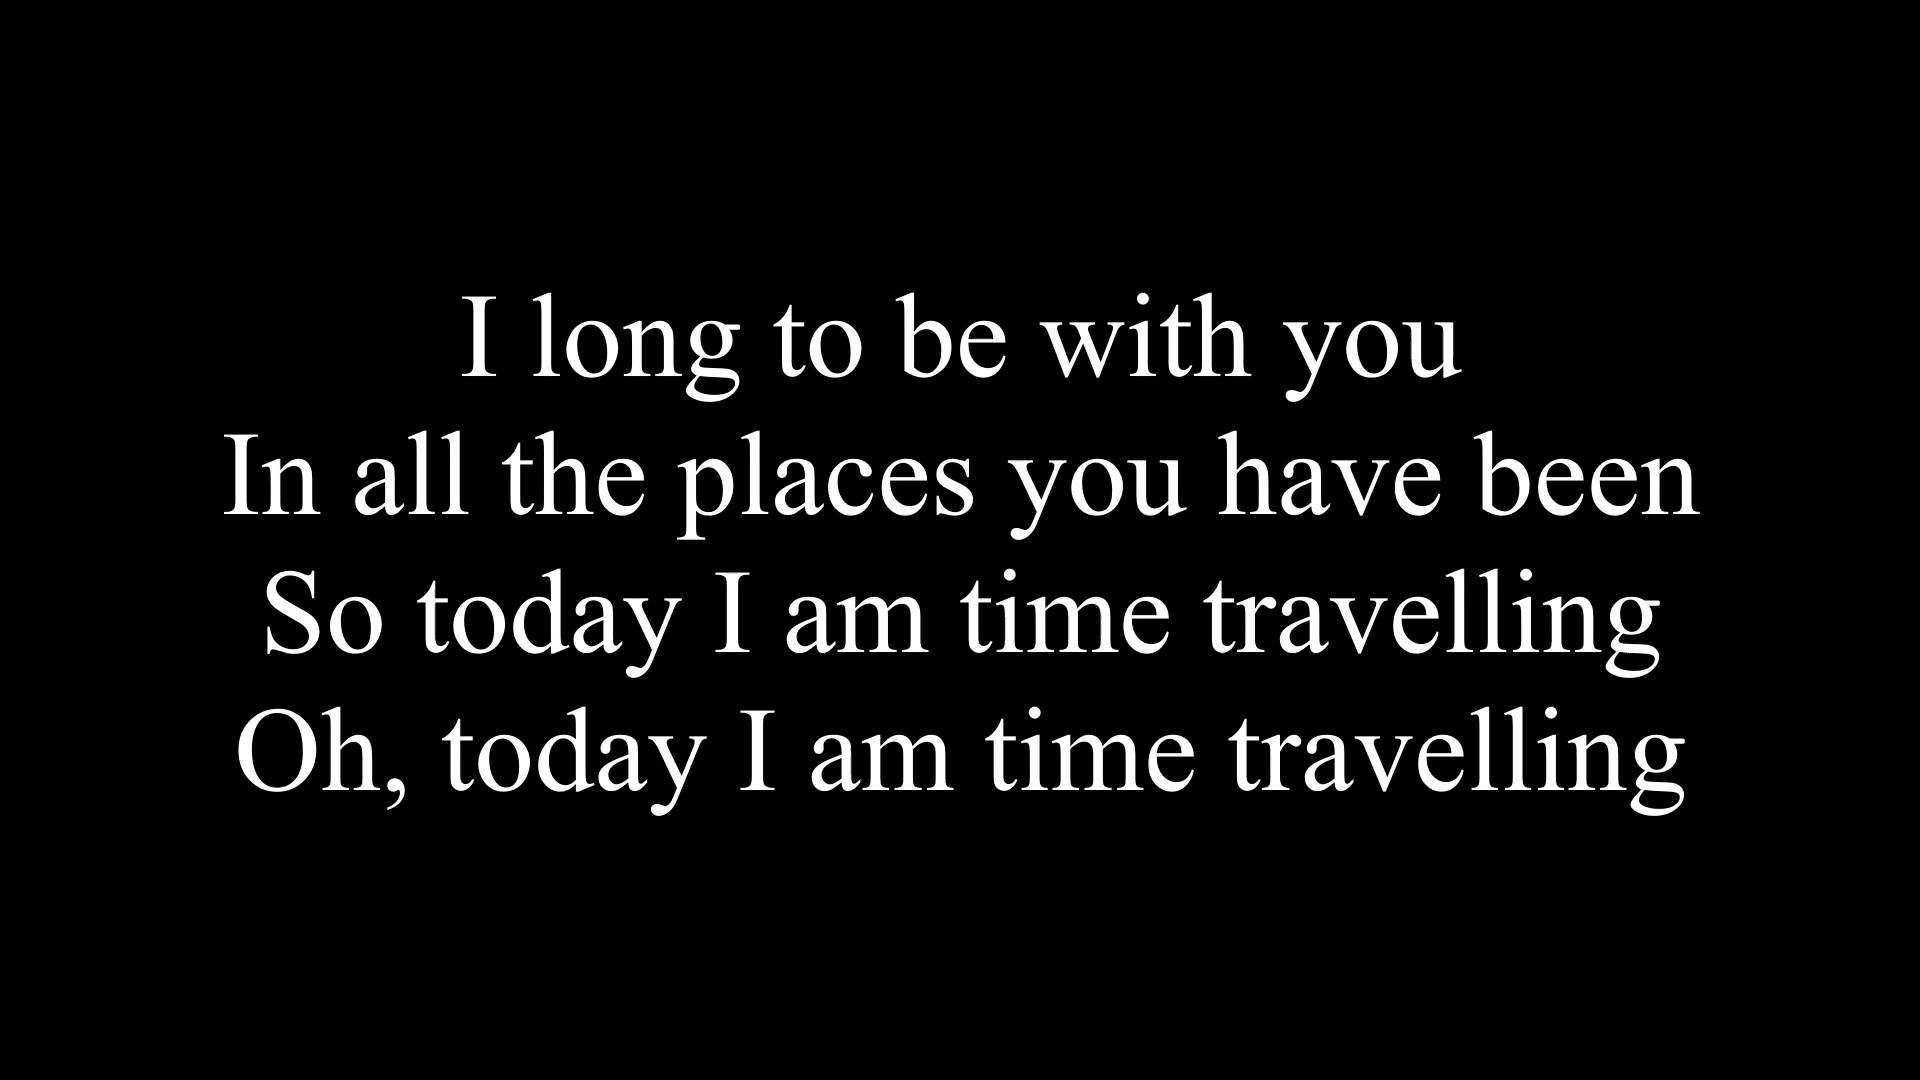 I long to be with you
In all the places you have been
So today I am time travelling
Oh, today I am time travelling